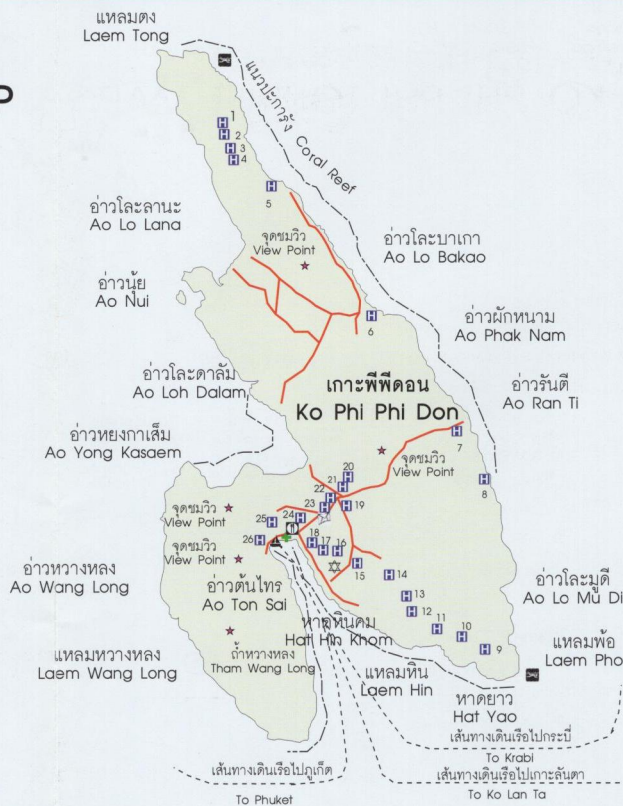 แหลมตง
Laem Tong
P
แนวปะการัง Coral Reef
1
2
3
4
5
อ่าวโละลานะ
Ao Lo Lana
จุดชมวิว
View Point
อ่าวโละบาเกา
Ao Lo Bakao
อ่าวนุ้ย
Ao Nui
6
อ่าวผักหนาม
Ao Phak Nam
อ่าวโละดาลัม
Ao Loh Dalam
เกาะพีพีดอน
Ko Phi Phi Don
อ่าวรันตี
Ao Ran Ti
อ่าวหยงกาเส็ม
Ao Yong Kasaem
7
จุดชมวิว
View Point
8
20
21
22
23
19
จุดชมวิว
View Point
24
25
26
18
17
16
จุดชมวิว
View Point
15
14
อ่าวหวางหลง
Ao Wang Long
อ่าวต้นไทร
Ao Ton Sai
อ่าวโละมูดี
Ao Lo Mu Di
13
12
11
10
9
หาดหินคม
Hat Hin Khom
ถ้ำหวางหลง
Tham Wang Long
แหลมหวางหลง
Laem Wang Long
แหลมหิน
Laem Hin
แหลมพ้อ
Laem Pho
หาดยาว
Hat Yao
เส้นทางเดินเรือไปกระบี่
To Krabi
เส้นทางเดินเรือไปภูเก็ต
To Phuket
เส้นทางเดินเรือไปเกาะลันตา
To Ko Lan Ta